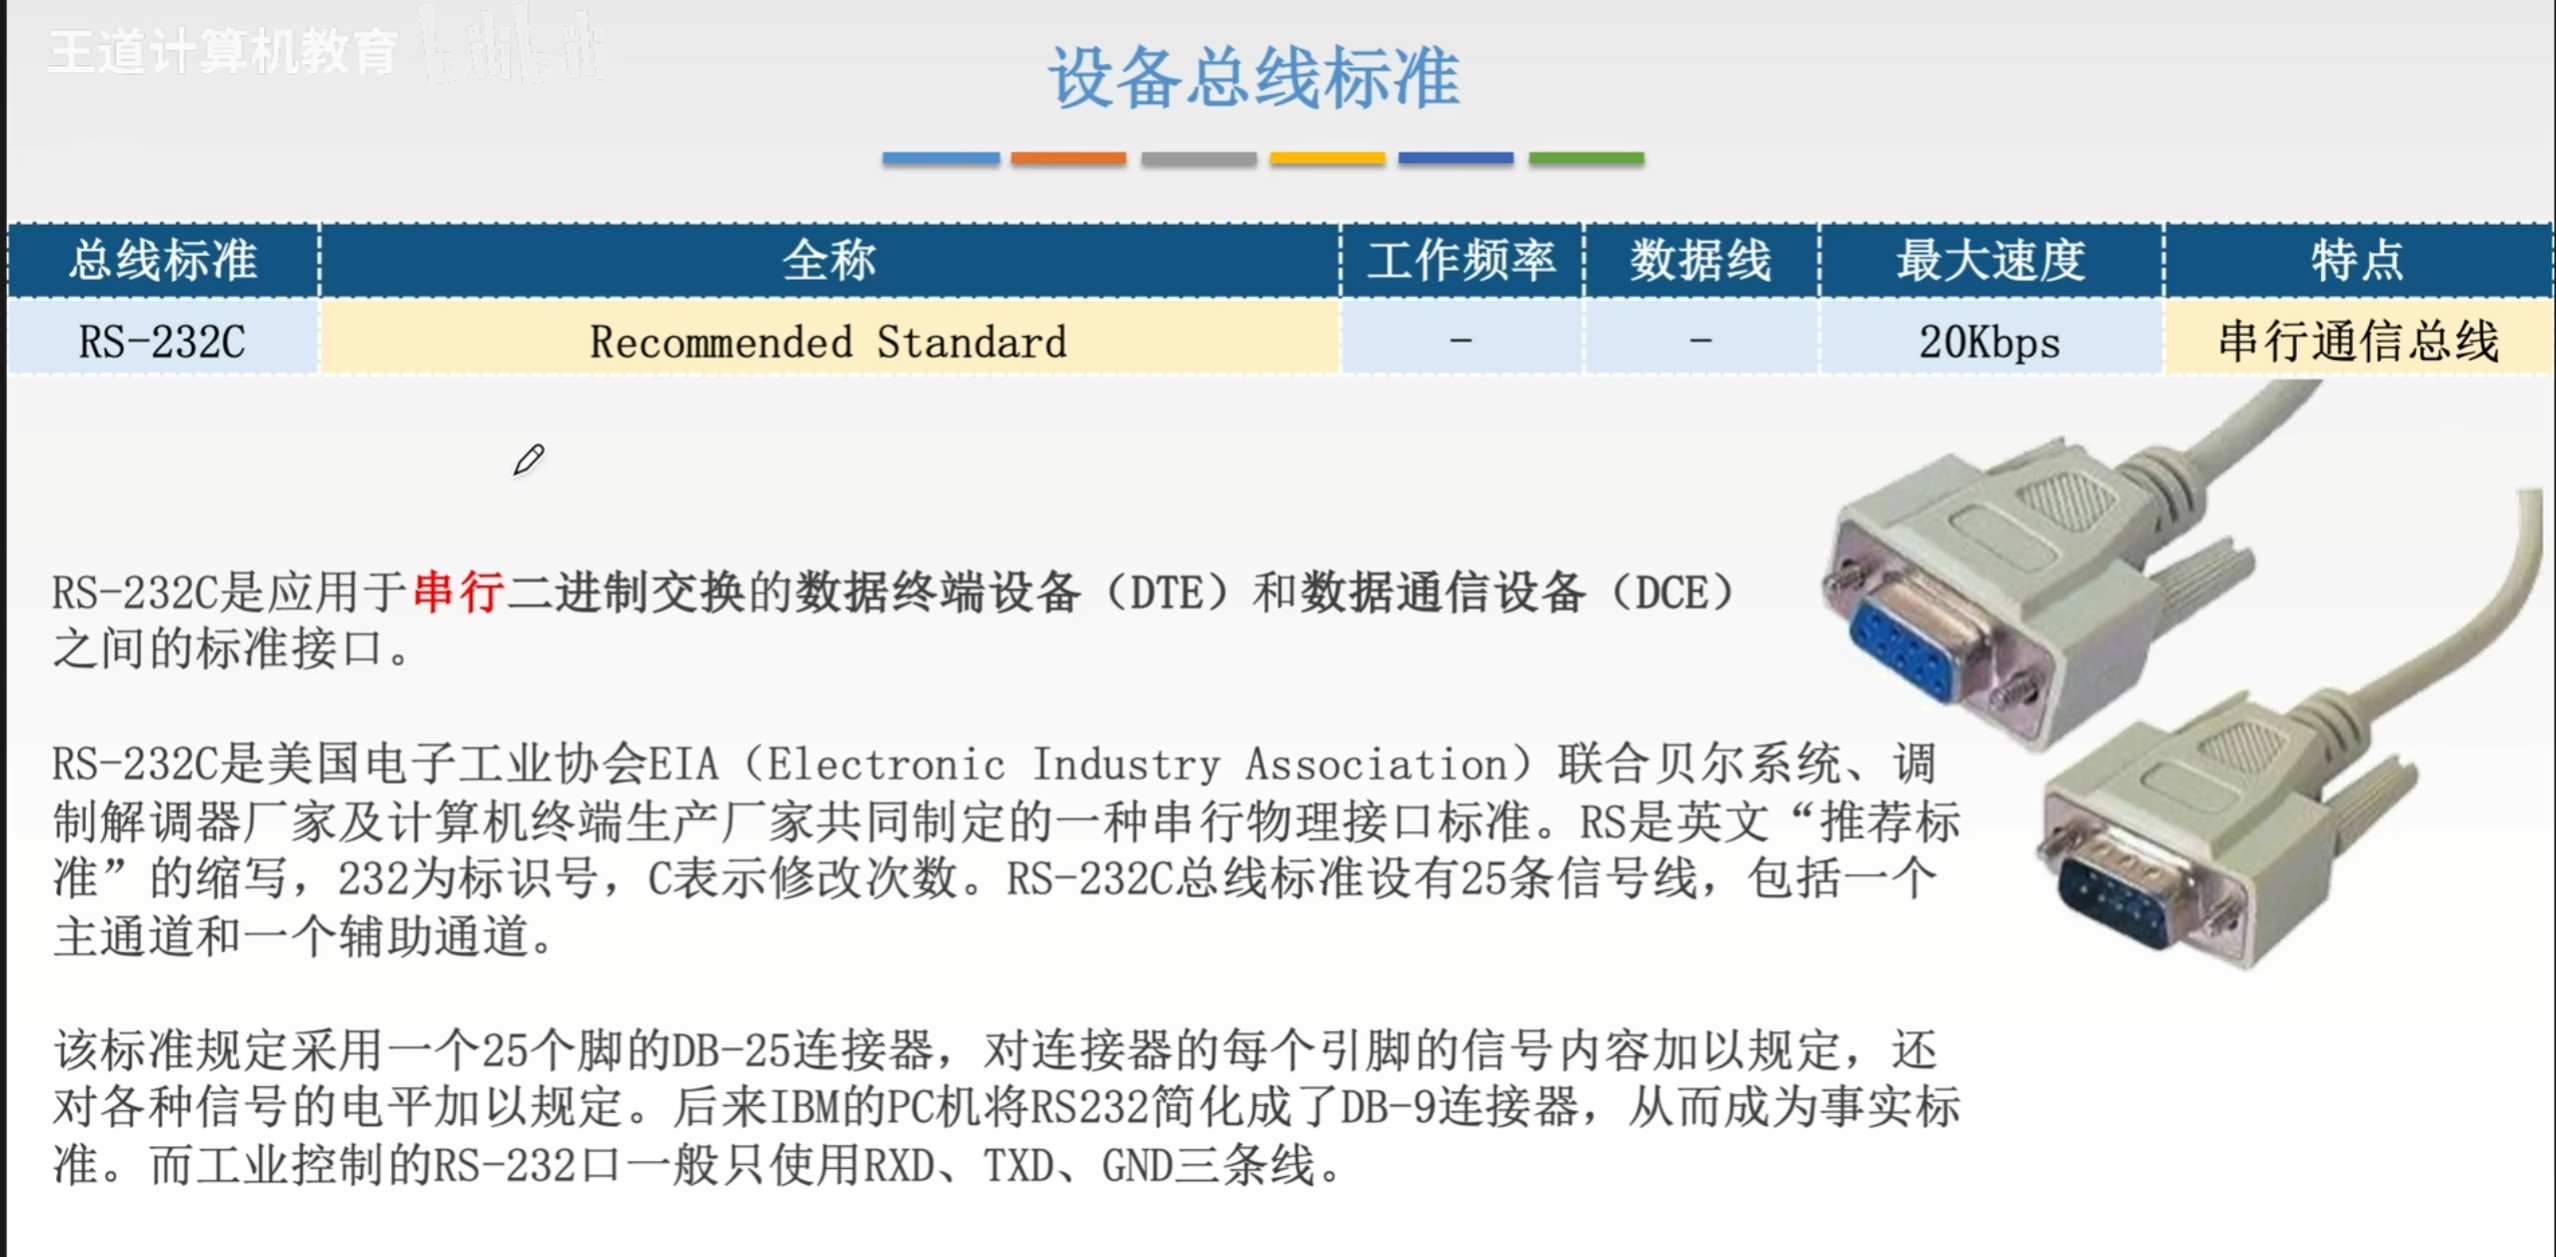 王道计算机教育 bilibili
设备总线标准
总线标准 全称 工作频率 数据线 最大速度 特点
RS-232C Recommended Standard - - 20Kbps 串行通信总线
RS-232C是应用于串行二进制交换的数据终端设备（DTE）和数据通信设备（DCE）
之间的标准接口。
RS-232C是美国电子工业协会EIA（Electronic Industry Association）联合贝尔系统、调
制解调器厂家及计算机终端生产厂家共同制定的一种串行物理接口标准。RS是英文“推荐标
准”的缩写，232为标识号，C表示修改次数。RS-232C总线标准设有25条信号线，包括一个
主通道和一个辅助通道。
该标准规定采用一个25个脚的DB-25连接器，对连接器的每个引脚的信号内容加以规定，还
对各种信号的电平加以规定。后来IBM的PC机将RS232简化成了DB-9连接器，从而成为事实标
准。而工业控制的RS-232口一般只使用RXD、TXD、GND三条线。